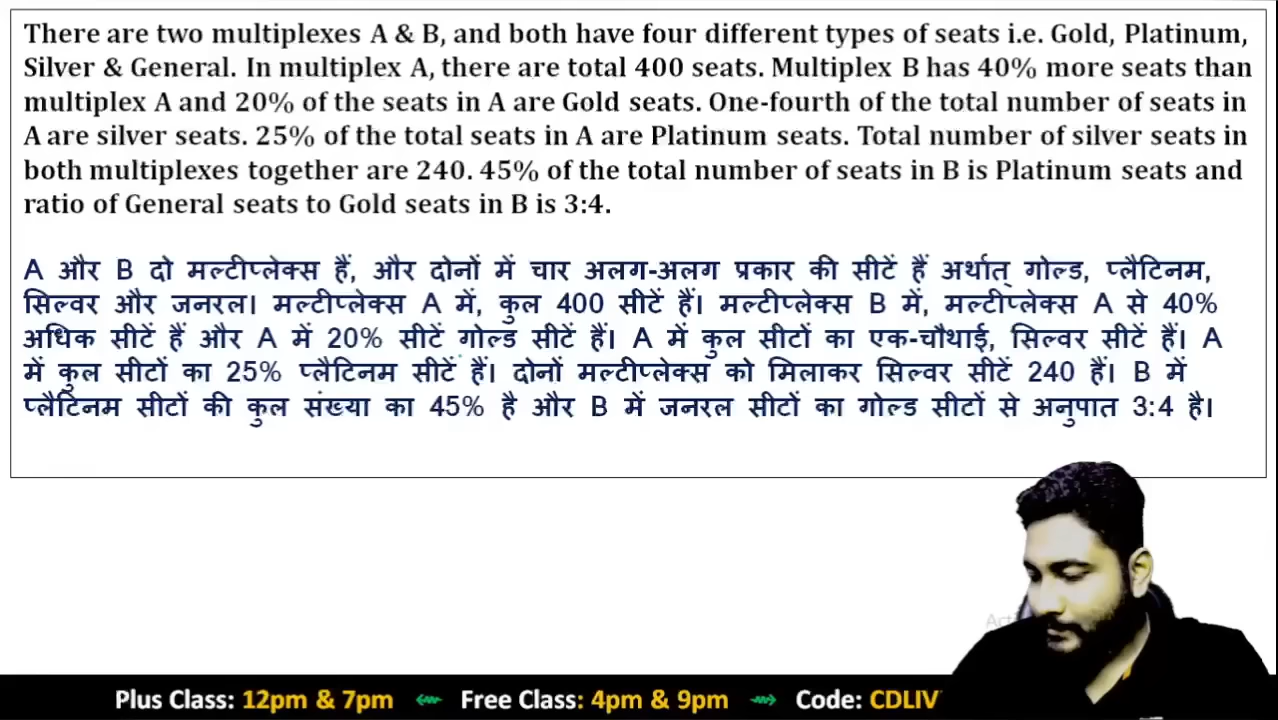 There are two multiplexes A & B, and both have four different types of seats i.e. Gold, Platinum,
Silver & General. In multiplex A, there are total 400 seats. Multiplex B has 40% more seats than
multiplex A and 20% of the seats in A are Gold seats. One-fourth of the total number of seats in
A are silver seats. 25% of the total seats in A are Platinum seats. Total number of silver seats in
both multiplexes together are 240. 45% of the total number of seats in B is Platinum seats and
ratio of General seats to Gold seats in B is 3:4.
A और B दो मल्टीप्लेक्स हैं, और दोनों में चार अलग-अलग प्रकार की सीटें हैं अर्थात् गोल्ड, प्लैटिनम,
सिल्वर और जनरल। मल्टीप्लेक्स A में, कुल 400 सीटें हैं। मल्टीप्लेक्स B में, मल्टीप्लेक्स A से 40%
अधिक सीटें हैं और A में 20% सीटें गोल्ड सीटें हैं। A में कुल सीटों का एक-चौथाई, सिल्वर सीटें हैं। A
में कुल सीटों का 25% प्लैटिनम सीटें हैं। दोनों मल्टीप्लेक्स को मिलाकर सिल्वर सीटें 240 हैं। B में
प्लैटिनम सीटों की कुल संख्या का 45% है और B में जनरल सीटों का गोल्ड सीटों से अनुपात 3:4 है।
Plus Class: 12pm & 7pm Free Class: 4pm & 9pm Code: CDLIV